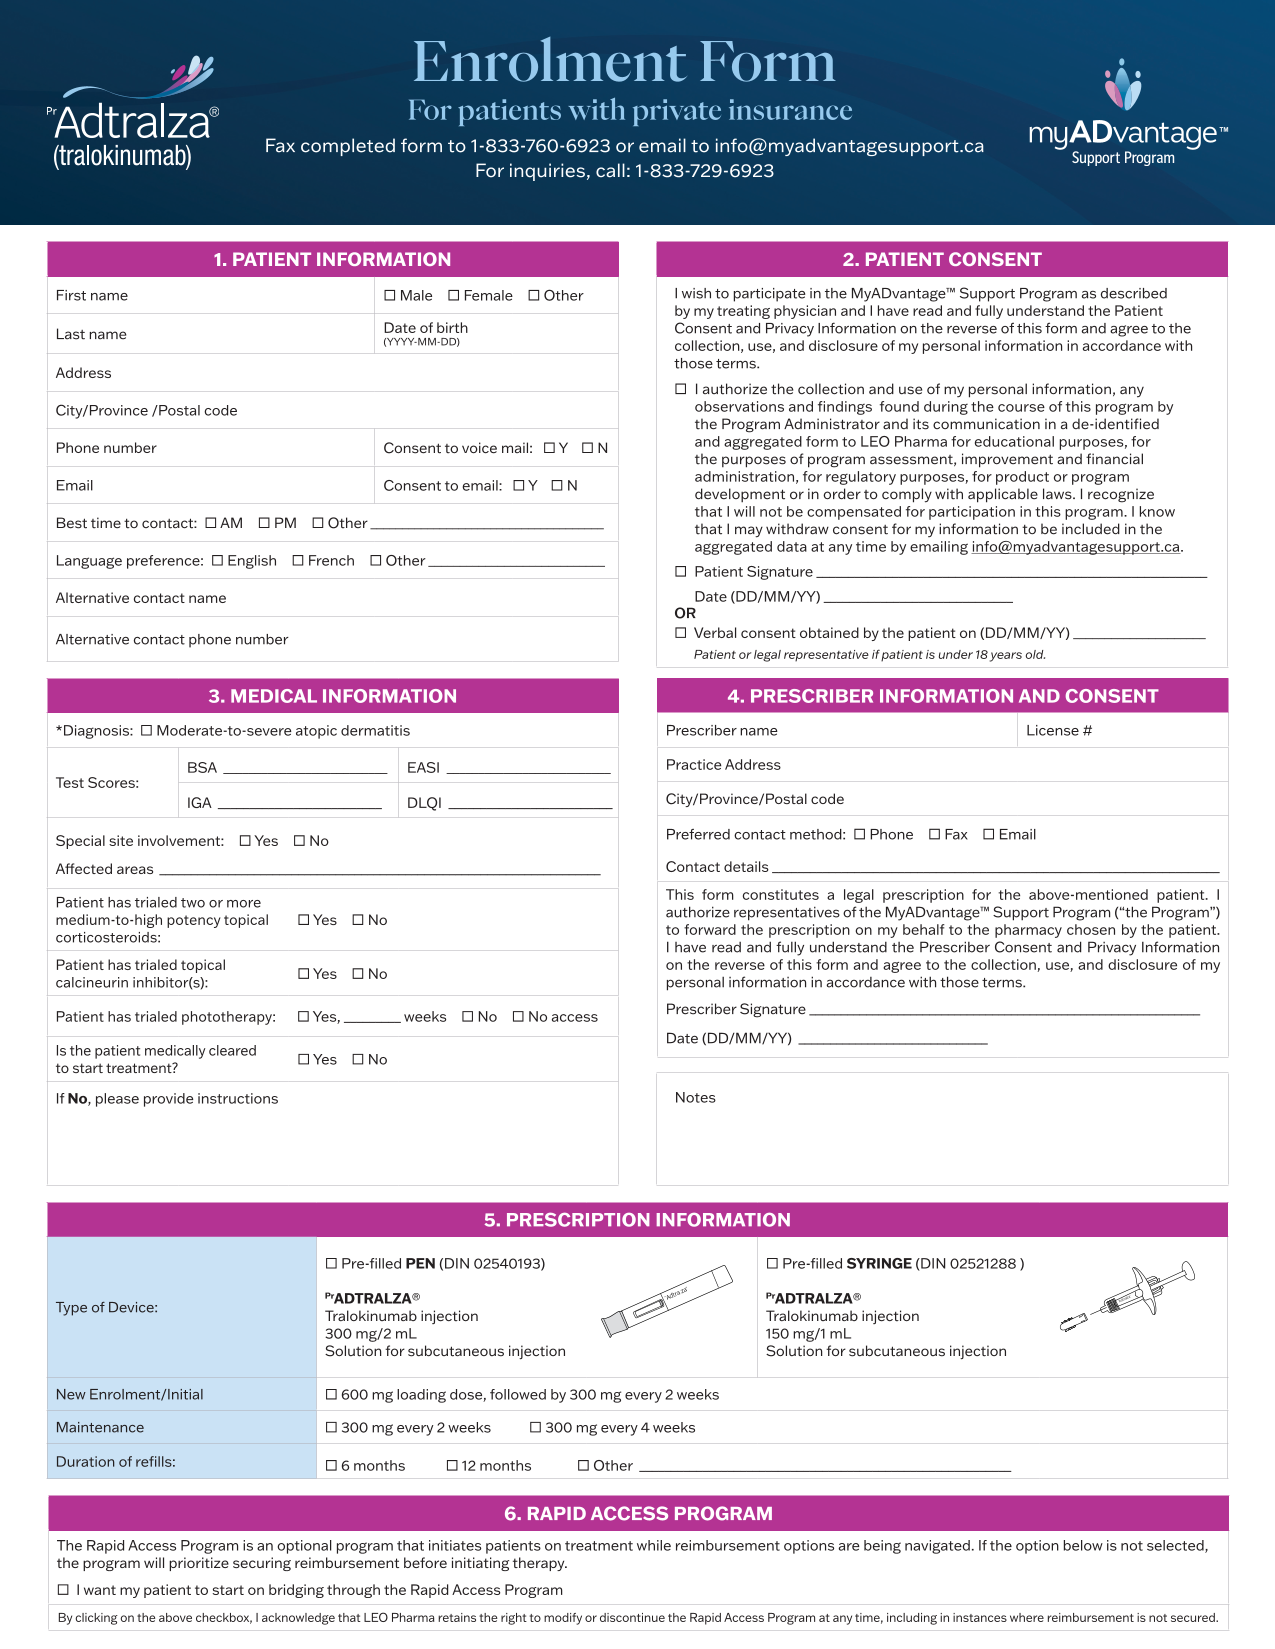 Enrolment Form
For patients with private insurance
Fax completed form to 1-833-760-6923 or email to info@myadvantagesupport.ca
For inquiries, call: 1-833-729-6923
PrAdtralza®
(tralokinumab)
myADvantage™
Support Program
1. PATIENT INFORMATION
First name ☐ Male ☐ Female ☐ Other
Last name Date of birth
(YYYY-MM-DD)
Address
City/Province /Postal code
Phone number Consent to voice mail: ☐ Y ☐ N
Email Consent to email: ☐ Y ☐ N
Best time to contact: ☐ AM ☐ PM ☐ Other ____
Language preference: ☐ English ☐ French ☐ Other ____
Alternative contact name
Alternative contact phone number
2. PATIENT CONSENT
I wish to participate in the MyADvantage™ Support Program as described
by my treating physician and I have read and fully understand the Patient
Consent and Privacy Information on the reverse of this form and agree to the
collection, use, and disclosure of my personal information in accordance with
those terms.
☐ I authorize the collection and use of my personal information, any
observations and findings found during the course of this program by
the Program Administrator and its communication in a de-identified
and aggregated form to LEO Pharma for educational purposes, for
the purposes of program assessment, improvement and financial
administration, for regulatory purposes, for product or program
development or in order to comply with applicable laws. I recognize
that I will not be compensated for participation in this program. I know
that I may withdraw consent for my information to be included in the
aggregated data at any time by emailing info@myadvantagesupport.ca.
☐ Patient Signature ____
Date (DD/MM/YY) ____
OR
☐ Verbal consent obtained by the patient on (DD/MM/YY) ____
Patient or legal representative if patient is under 18 years old.
3. MEDICAL INFORMATION
*Diagnosis: ☐ Moderate-to-severe atopic dermatitis
Test Scores:
BSA ____ EASI ____
IGA ____ DLQI ____
Special site involvement: ☐ Yes ☐ No
Affected areas ____
Patient has trialed two or more
medium-to-high potency topical ☐ Yes ☐ No
corticosteroids:
Patient has trialed topical
calcineurin inhibitor(s): ☐ Yes ☐ No
Patient has trialed phototherapy: ☐ Yes, ____ weeks ☐ No ☐ No access
Is the patient medically cleared
to start treatment? ☐ Yes ☐ No
If No, please provide instructions
4. PRESCRIBER INFORMATION AND CONSENT
Prescriber name License #
Practice Address
City/Province/Postal code
Preferred contact method: ☐ Phone ☐ Fax ☐ Email
Contact details ____
This form constitutes a legal prescription for the above-mentioned patient. I
authorize representatives of the MyADvantage™ Support Program (“the Program”)
to forward the prescription on my behalf to the pharmacy chosen by the patient.
I have read and fully understand the Prescriber Consent and Privacy Information
on the reverse of this form and agree to the collection, use, and disclosure of my
personal information in accordance with those terms.
Prescriber Signature ____
Date (DD/MM/YY) ____
Notes
5. PRESCRIPTION INFORMATION
Type of Device:
☐ Pre-filled PEN (DIN 02540193)
PrADTRALZA®
Tralokinumab injection
300 mg/2 mL
Solution for subcutaneous injection
Adtralza
☐ Pre-filled SYRINGE (DIN 02521288 )
PrADTRALZA®
Tralokinumab injection
150 mg/1 mL
Solution for subcutaneous injection
New Enrolment/Initial ☐ 600 mg loading dose, followed by 300 mg every 2 weeks
Maintenance ☐ 300 mg every 2 weeks ☐ 300 mg every 4 weeks
Duration of refills: ☐ 6 months ☐ 12 months ☐ Other ____
6. RAPID ACCESS PROGRAM
The Rapid Access Program is an optional program that initiates patients on treatment while reimbursement options are being navigated. If the option below is not selected,
the program will prioritize securing reimbursement before initiating therapy.
☐ I want my patient to start on bridging through the Rapid Access Program
By clicking on the above checkbox, I acknowledge that LEO Pharma retains the right to modify or discontinue the Rapid Access Program at any time, including in instances where reimbursement is not secured.